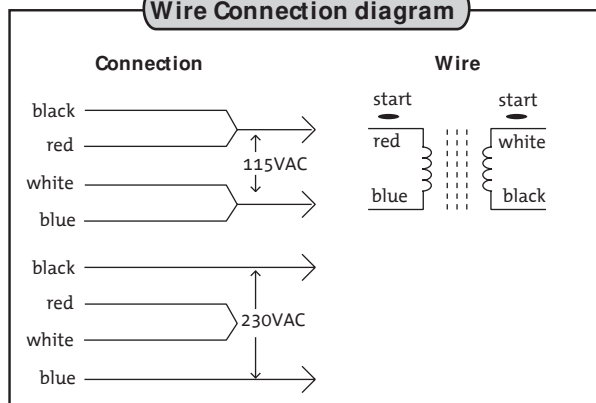 Wire Connection diagram
Connection
black
red
white
blue
115VAC
black
red
white
blue
230VAC
Wire
start
start
red
white
blue
black